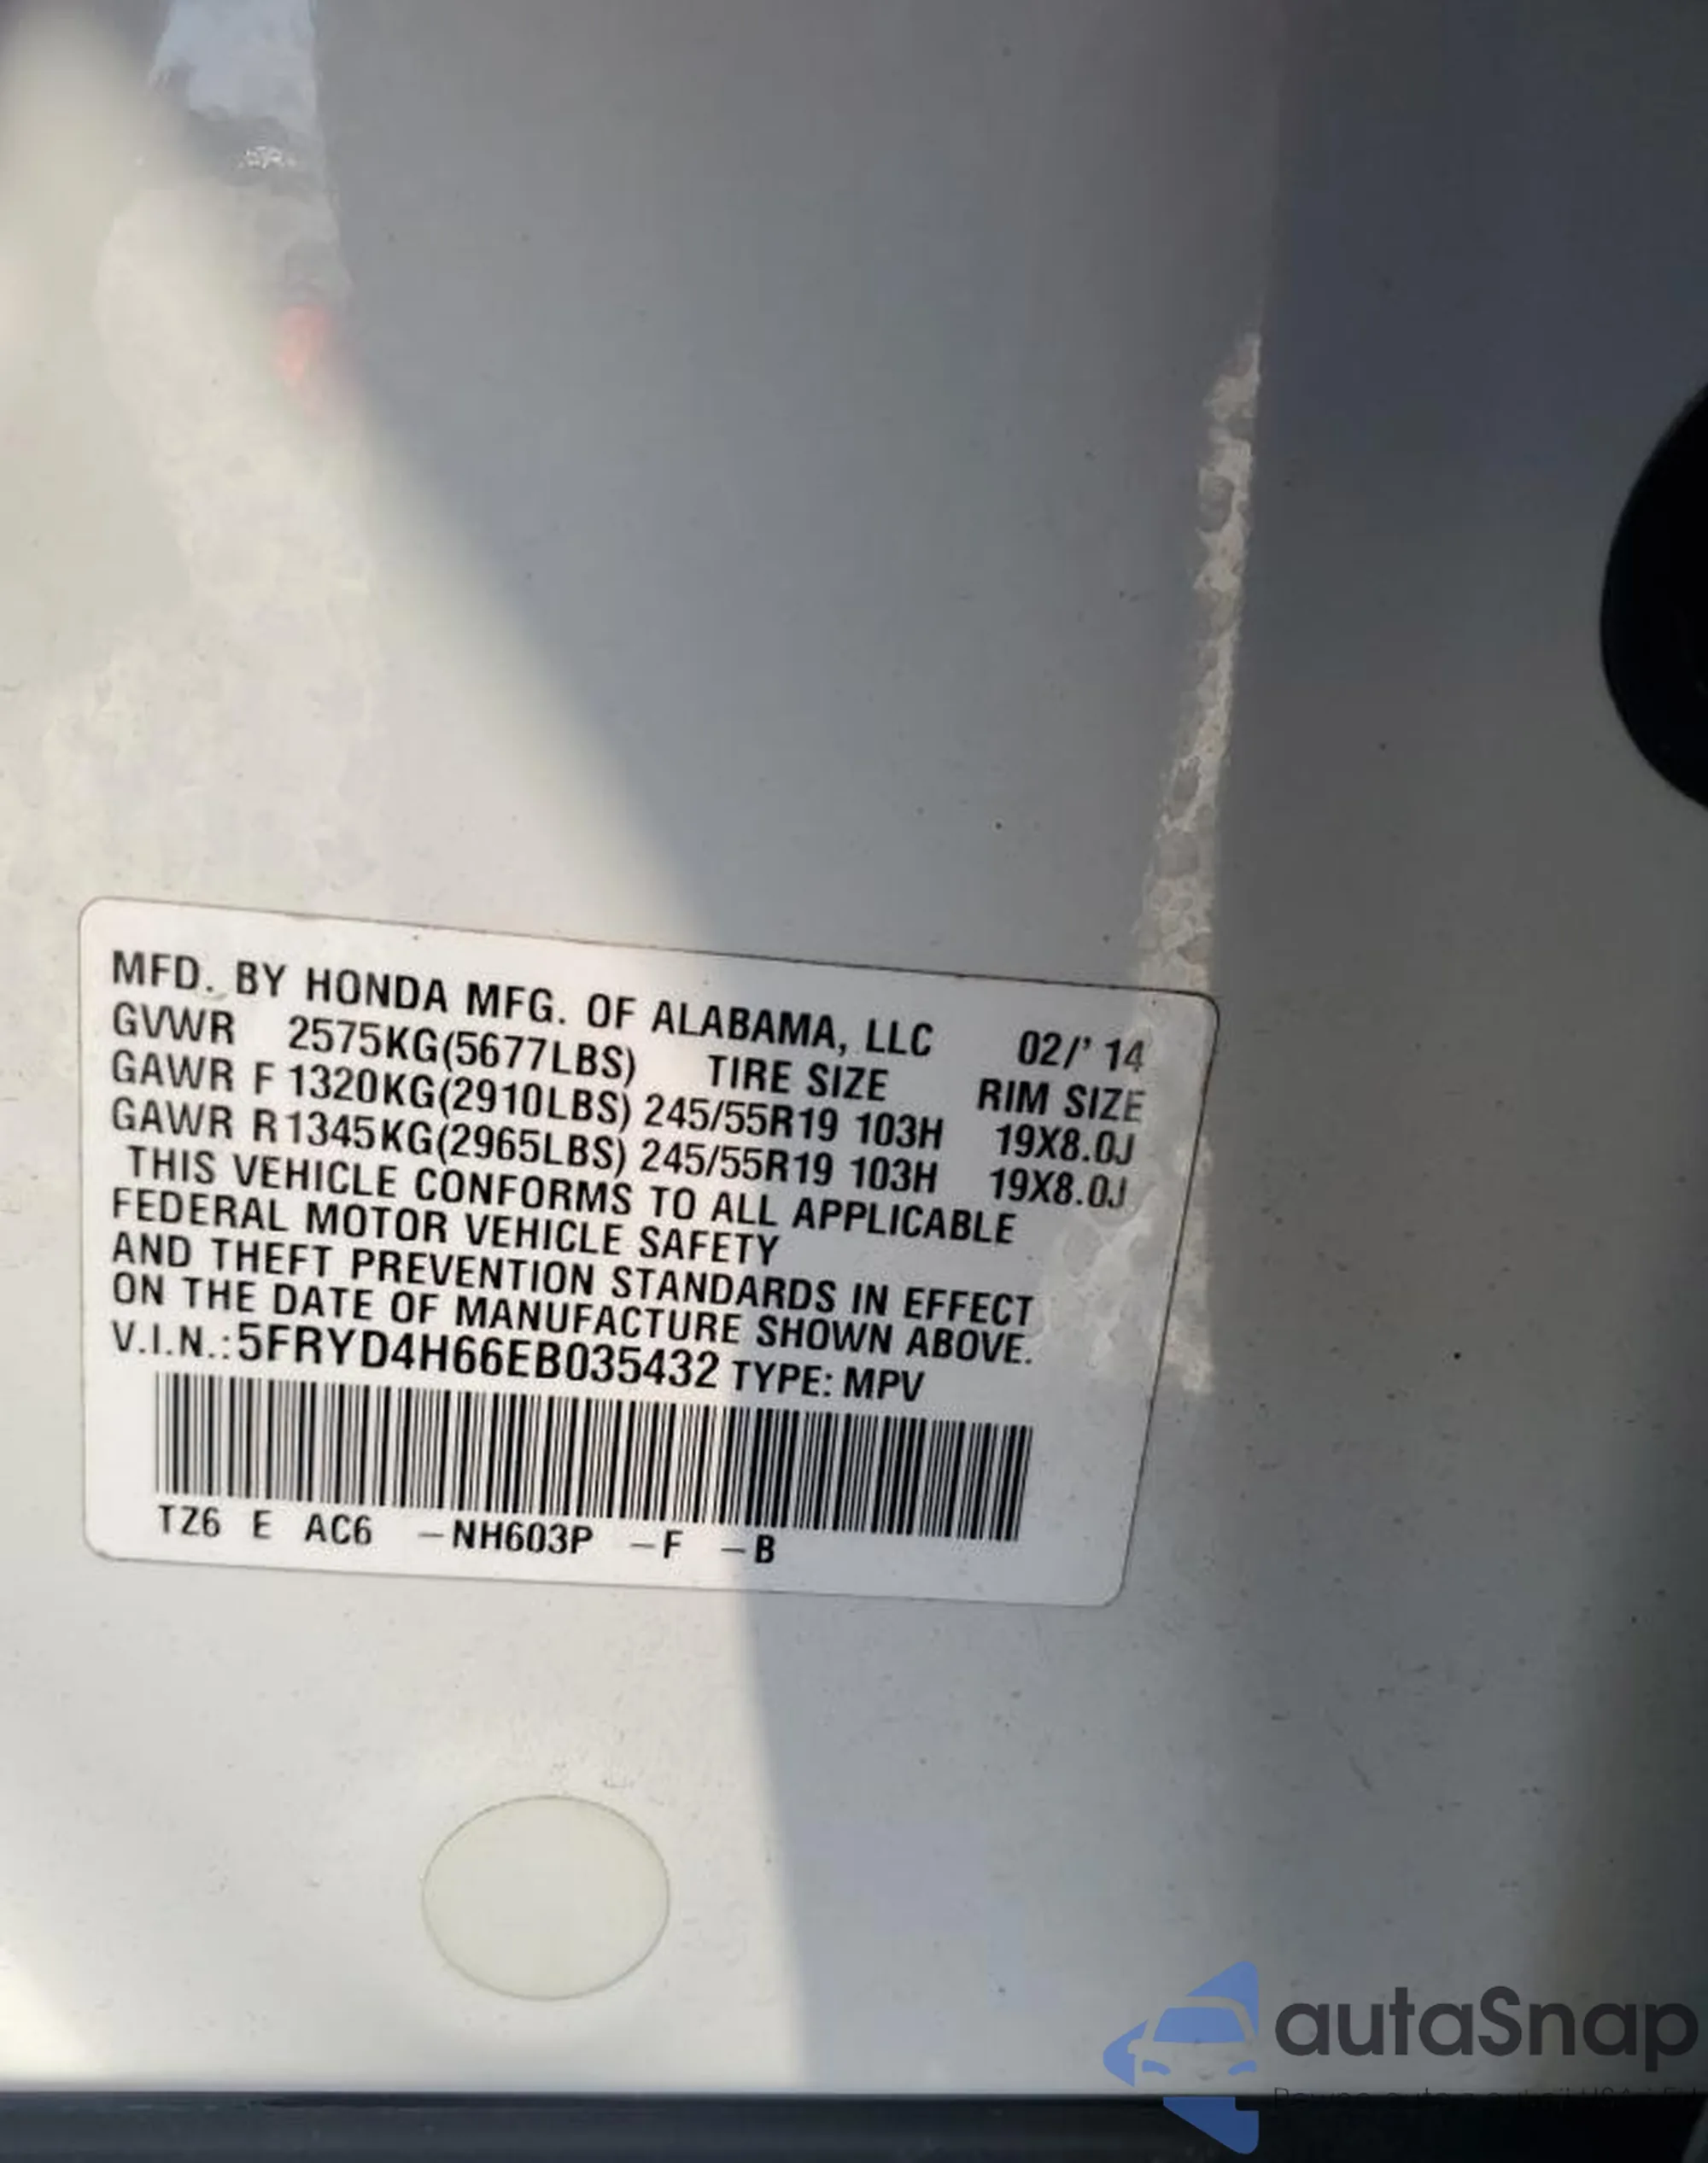 MFD. BY HONDA MFG. OF ALABAMA, LLC 02/' 14
GVWR 2575KG(5677LBS) TIRE SIZE RIM SIZE
GAWR F 1320KG(2910LBS) 245/55R19 103H 19X8.0J
GAWR R1345KG(2965LBS) 245/55R19 103H 19X8.0J
THIS VEHICLE CONFORMS TO ALL APPLICABLE
FEDERAL MOTOR VEHICLE SAFETY
AND THEFT PREVENTION STANDARDS IN EFFECT
ON THE DATE OF MANUFACTURE SHOWN ABOVE.
V.I.N.:5FRYD4H66EB035432 TYPE: MPV
TZ6 E AC6 -NH603P -F -B
autaSnap